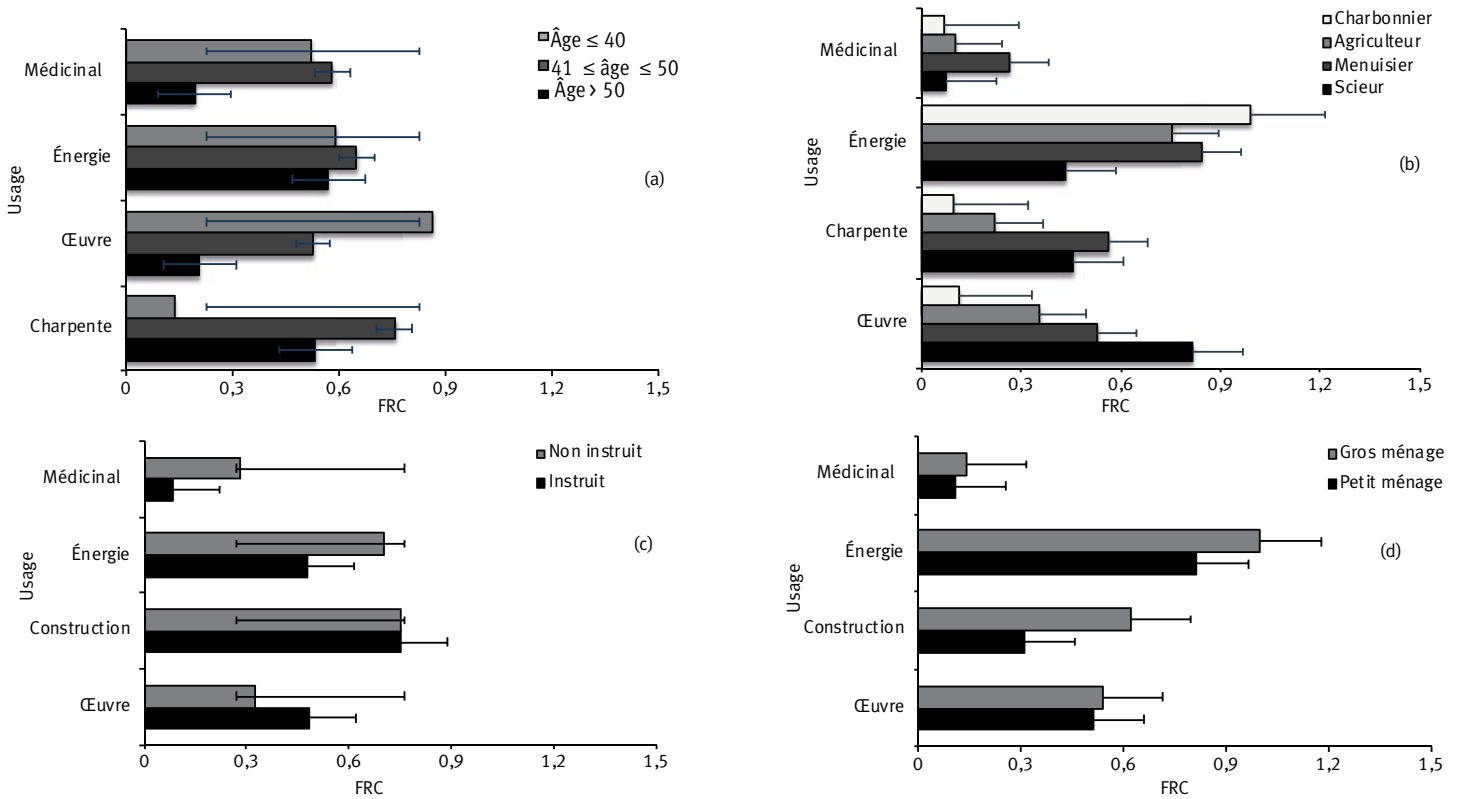 Âge ≤ 40
41 ≤ âge ≤ 50
Âge > 50
Médicinal
Énergie
Œuvre
Charpente
Usage
(a)
0 0,3 0,6 0,9 1,2 1,5
FRC
Charbonnier
Agriculteur
Menuisier
Scieur
Médicinal
Énergie
Charpente
Œuvre
Usage
(b)
0 0,3 0,6 0,9 1,2 1,5
FRC
Non instruit
Instruit
Médicinal
Énergie
Construction
Œuvre
Usage
(c)
0 0,3 0,6 0,9 1,2 1,5
FRC
Gros ménage
Petit ménage
Médicinal
Énergie
Construction
Œuvre
Usage
(d)
0 0,3 0,6 0,9 1,2 1,5
FRC